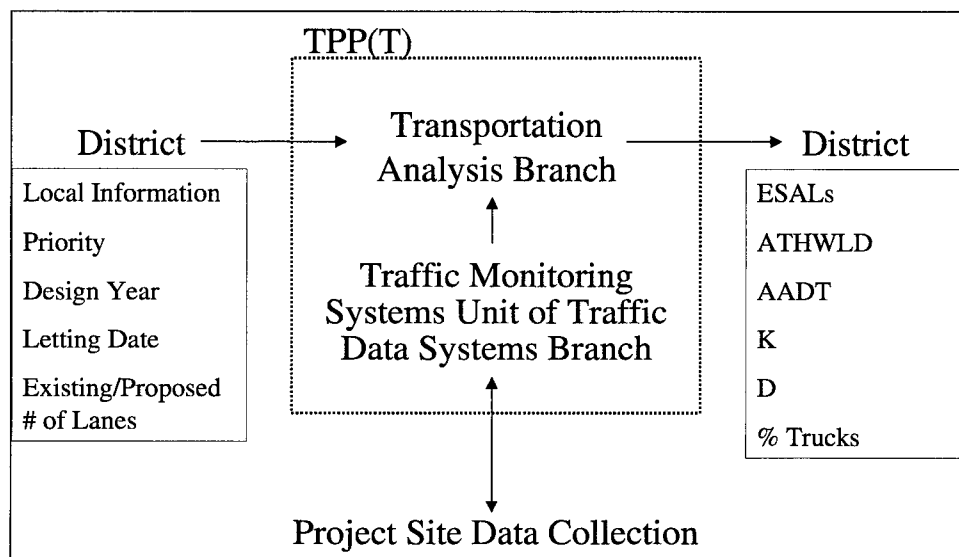 TPP(T)
District
Local Information
Priority
Design Year
Letting Date
Existing/Proposed
# of Lanes
Transportation
Analysis Branch
Traffic Monitoring
Systems Unit of Traffic
Data Systems Branch
Project Site Data Collection
District
ESALs
ATHWLD
AADT
K
D
% Trucks